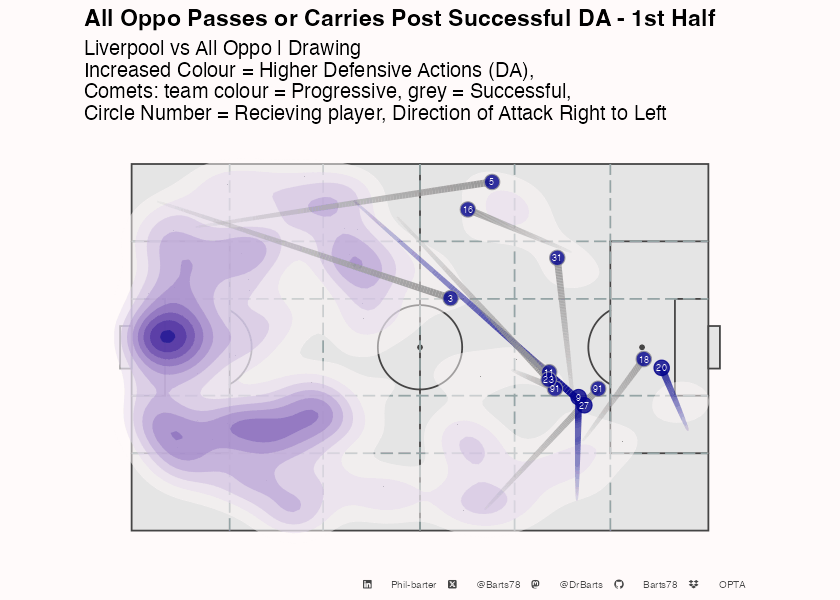 All Oppo Passes or Carries Post Successful DA - 1st Half
Liverpool vs All Oppo I Drawing
Increased Colour = Higher Defensive Actions (DA),
Comets: team colour = Progressive, grey = Successful,
Circle Number = Recieving player, Direction of Attack Right to Left
5
16
31
3
18
20
11
23
91
91
9
27
Phil-barter @Barts78 @DrBarts Barts78 OPTA